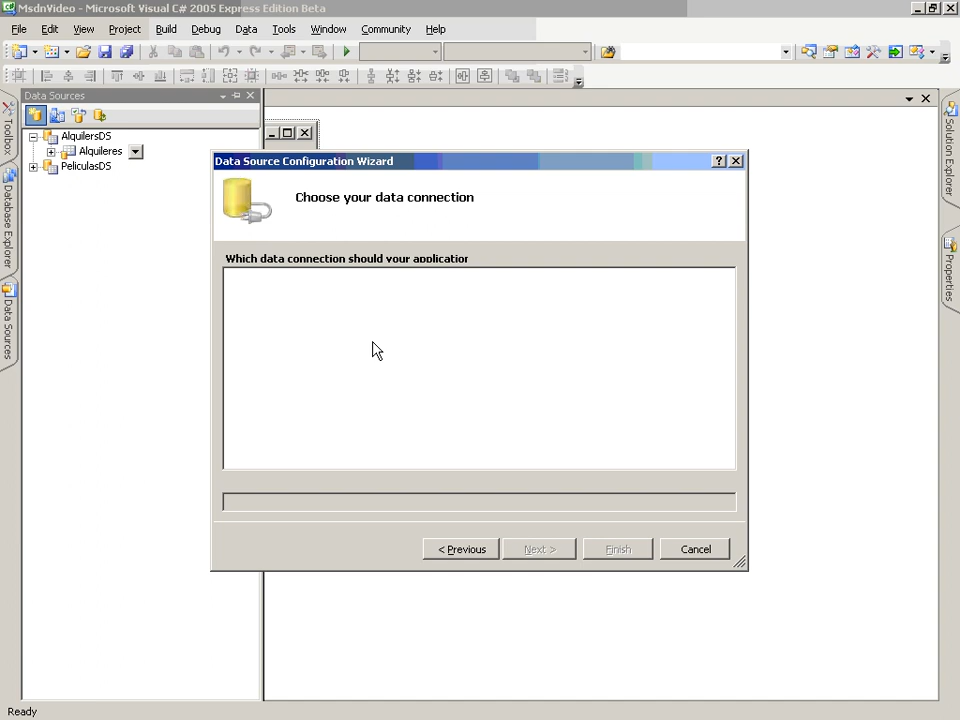 MsdnVideo - Microsoft Visual C# 2005 Express Edition Beta
File Edit View Project Build Debug Data Tools Window Community Help
Data Sources
AlquilersDS
Alquileres
PeliculasDS
Toolbox
Database Explorer
Data Sources
Data Source Configuration Wizard
Choose your data connection
Which data connection should your application
< Previous
Next >
Finish
Cancel
Solution Explorer
Properties
Ready